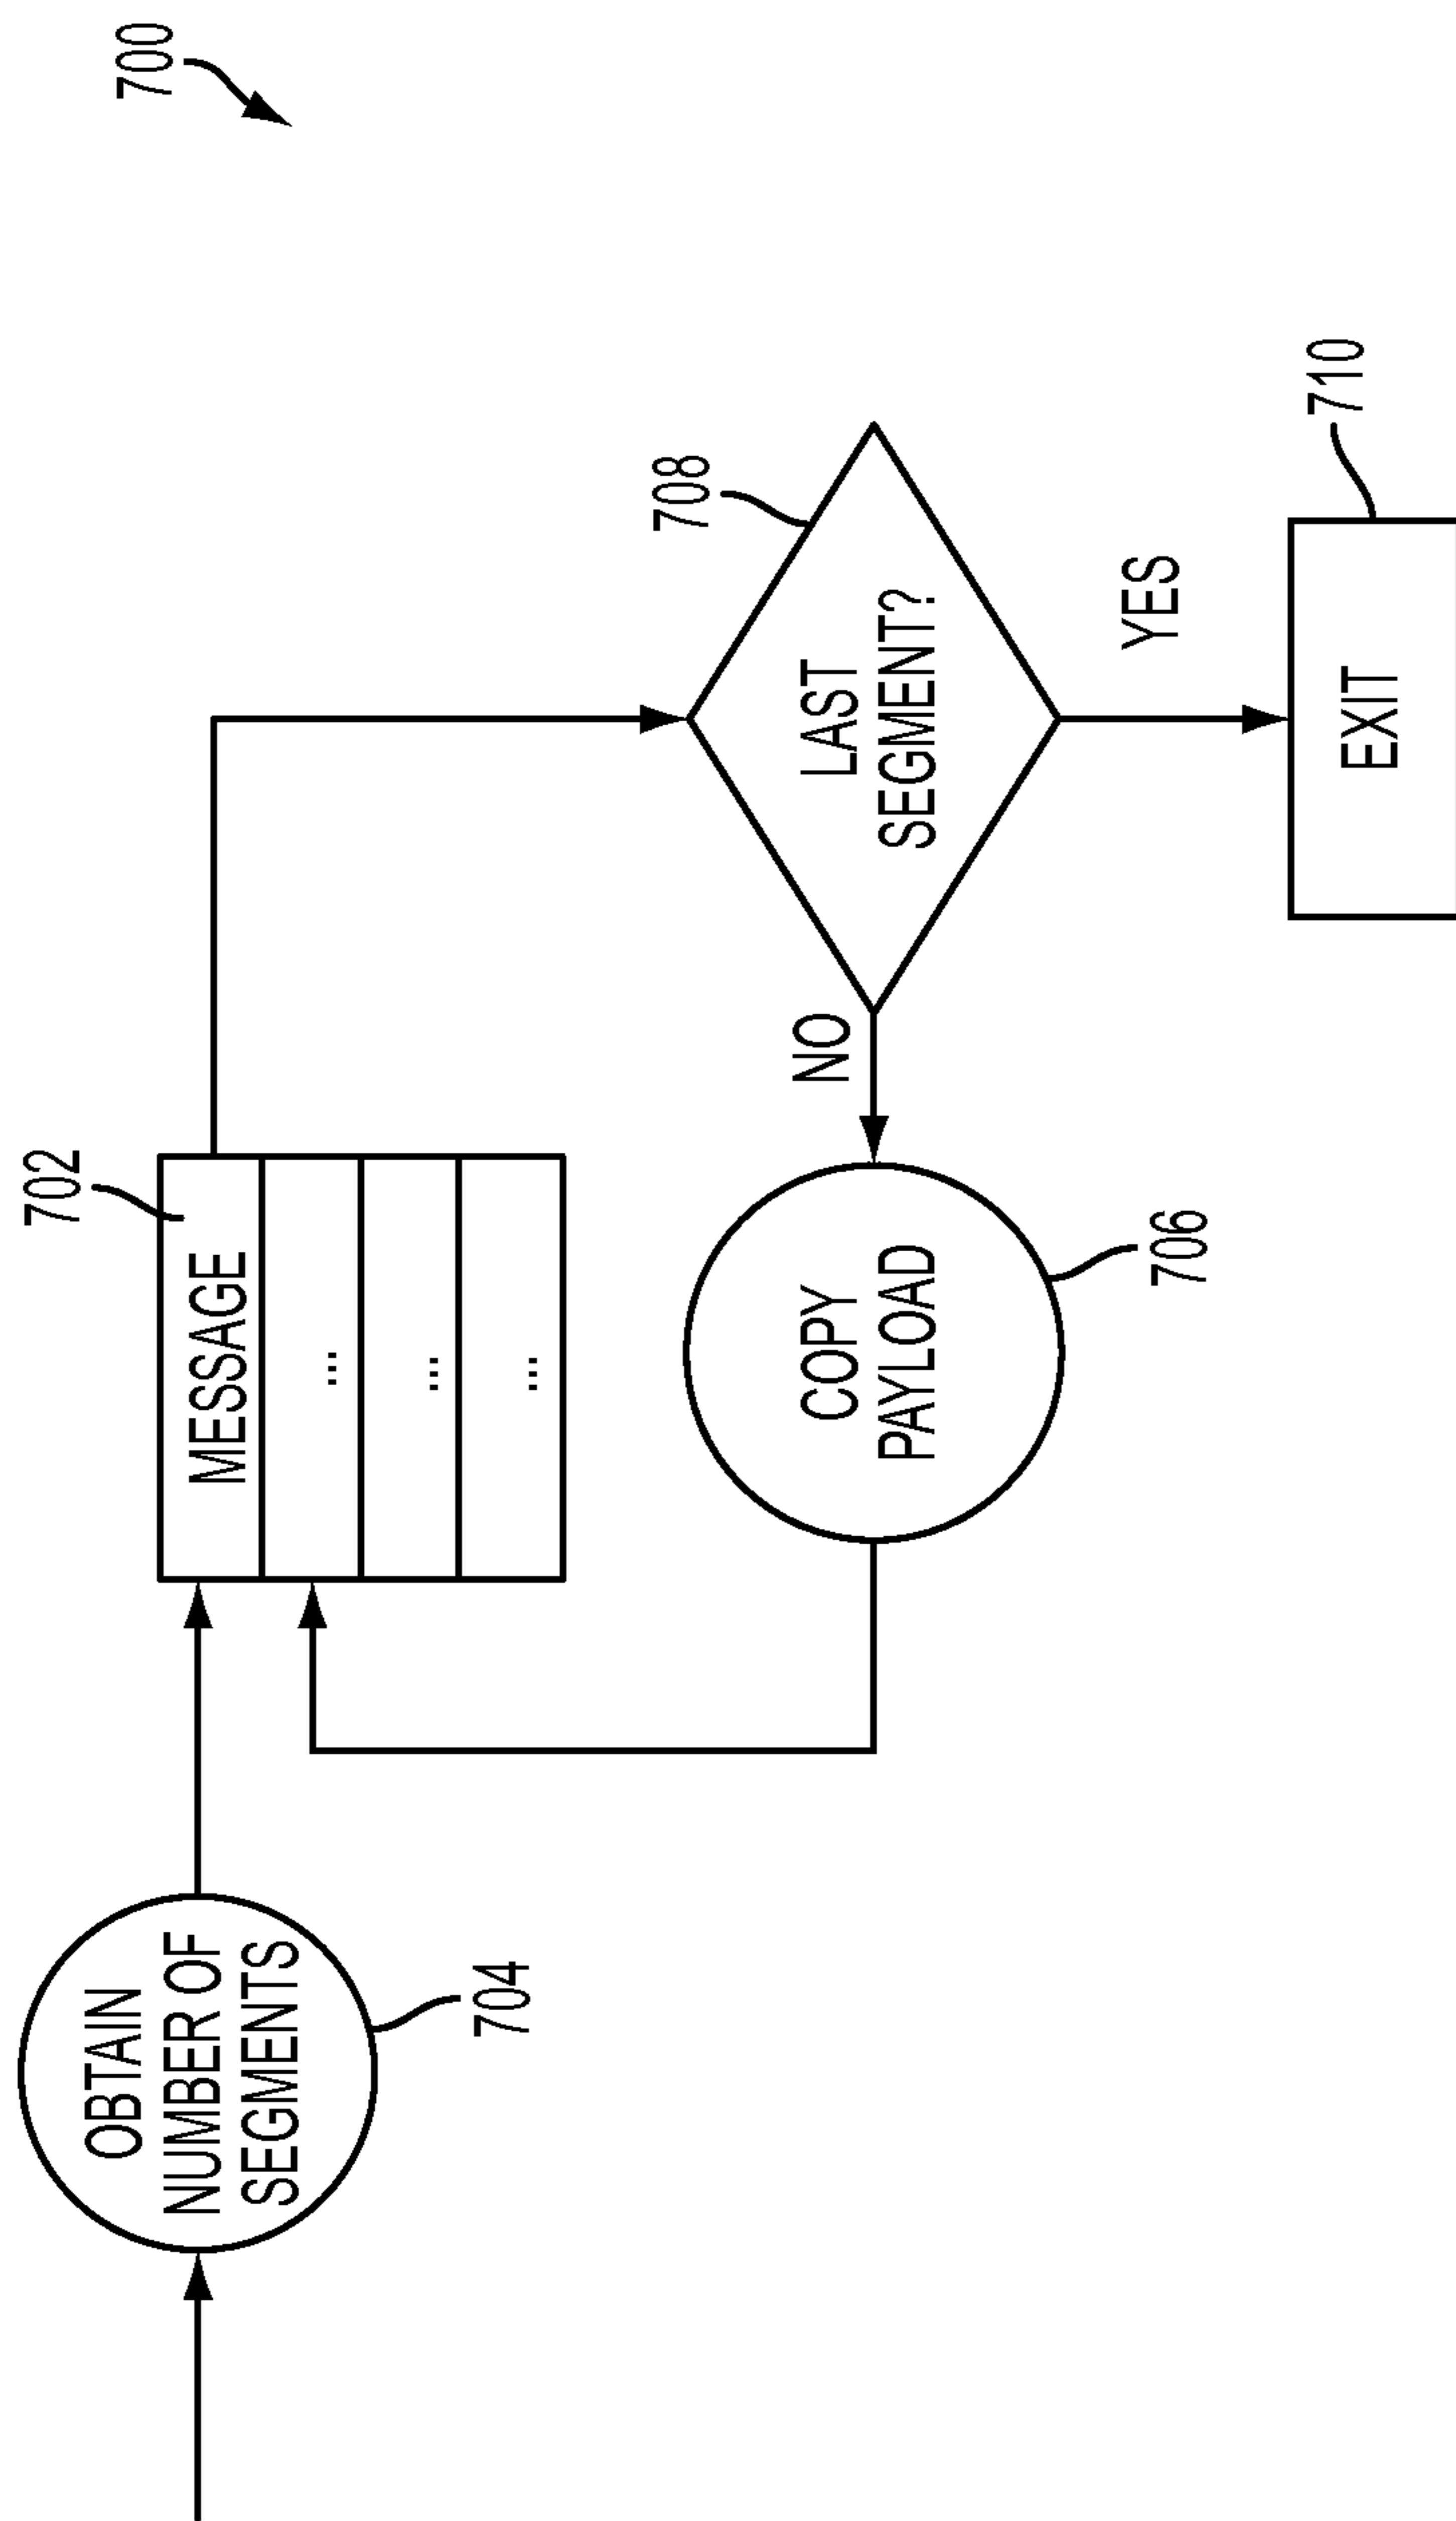 700
702
MESSAGE
...
...
...
OBTAIN
NUMBER OF
SEGMENTS
704
708
LAST
SEGMENT?
NO
COPY
PAYLOAD
706
YES
710
EXIT